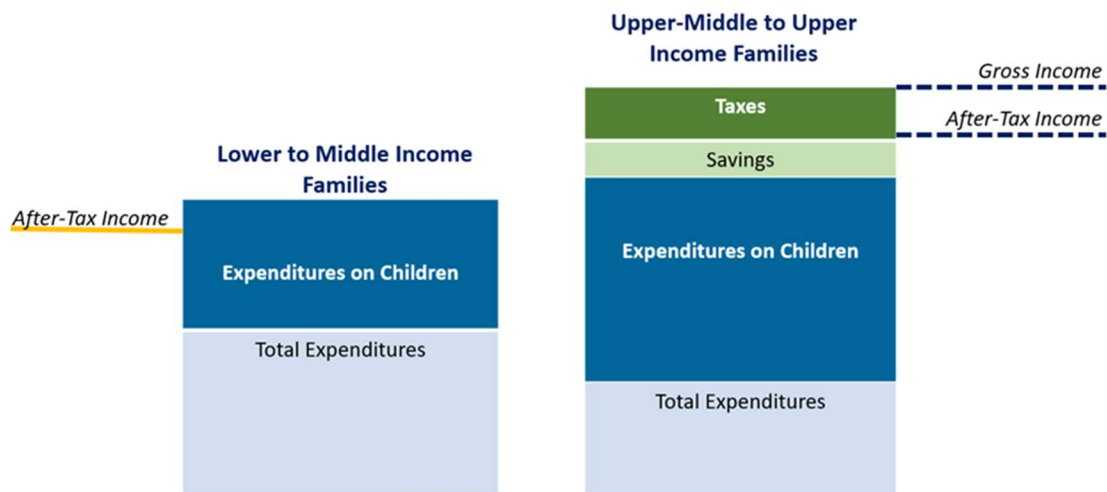 Lower to Middle Income
Families
After-Tax Income
Expenditures on Children
Total Expenditures
Upper-Middle to Upper
Income Families
Gross Income
Taxes
After-Tax Income
Savings
Expenditures on Children
Total Expenditures